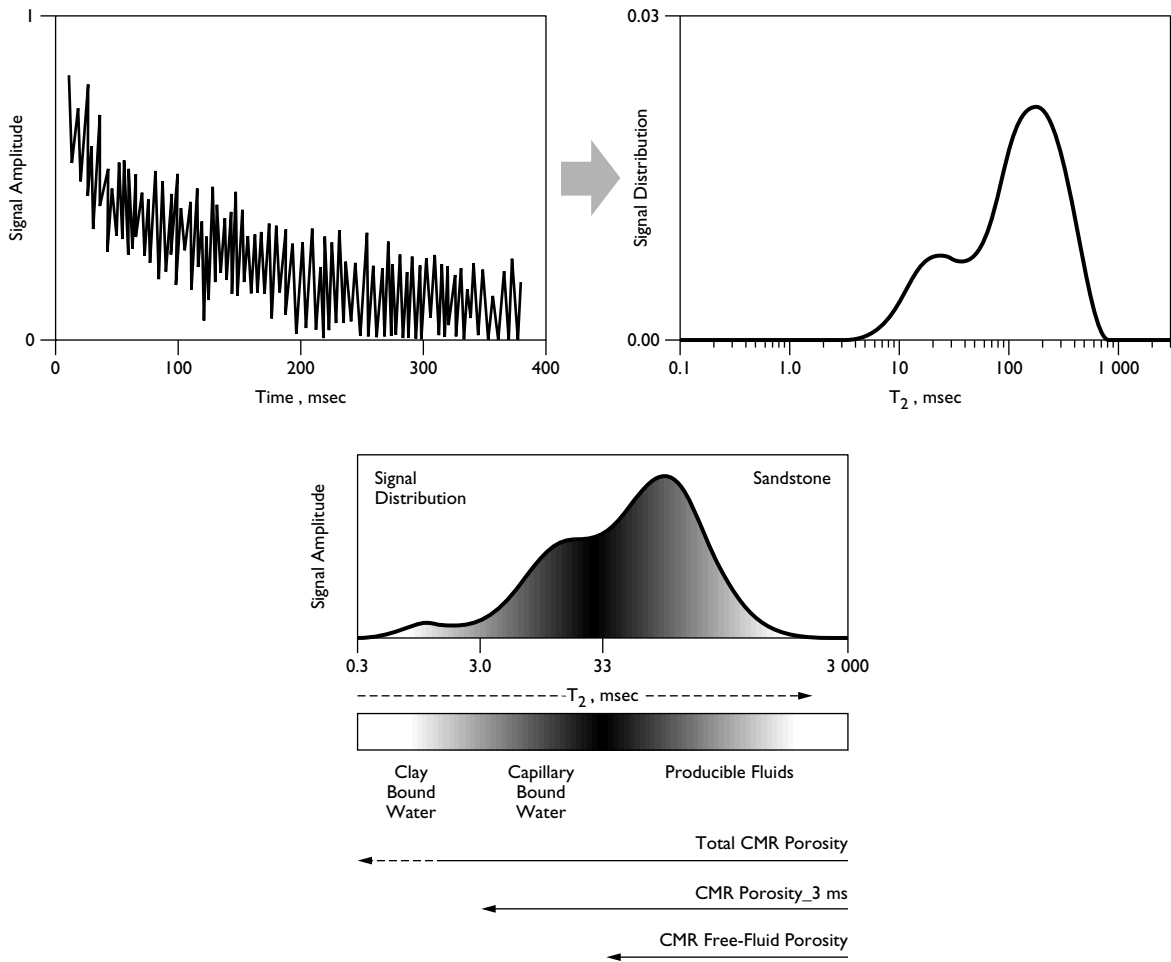 1
Signal Amplitude
0
0
100
200
300
400
Time , msec
0.03
Signal Distribution
0.00
0.1
1.0
10
100
1 000
T2 , msec
Signal
Distribution
Sandstone
Signal Amplitude
0.3
3.0
33
3 000
T2 , msec
Clay
Bound
Water
Capillary
Bound
Water
Producible Fluids
Total CMR Porosity
CMR Porosity_3 ms
CMR Free-Fluid Porosity